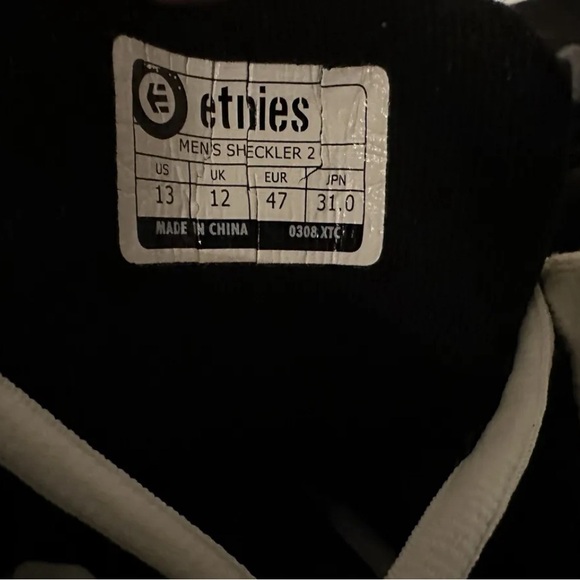 etnies
MEN'S SHECKLER 2
US UK EUR JPN
13 12 47 31.0
MADE IN CHINA 0308.XTC